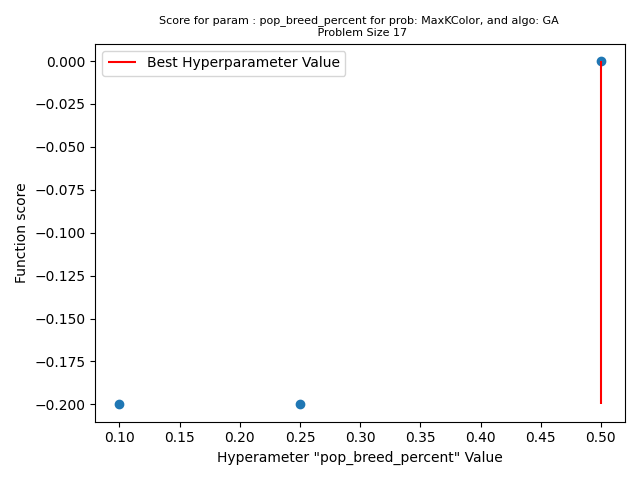 Score for param : pop_breed_percent for prob: MaxKColor, and algo: GA
Problem Size 17
Best Hyperparameter Value
0.000
−0.025
−0.050
−0.075
−0.100
−0.125
−0.150
−0.175
−0.200
Function score
0.10 0.15 0.20 0.25 0.30 0.35 0.40 0.45 0.50
Hyperameter "pop_breed_percent" Value